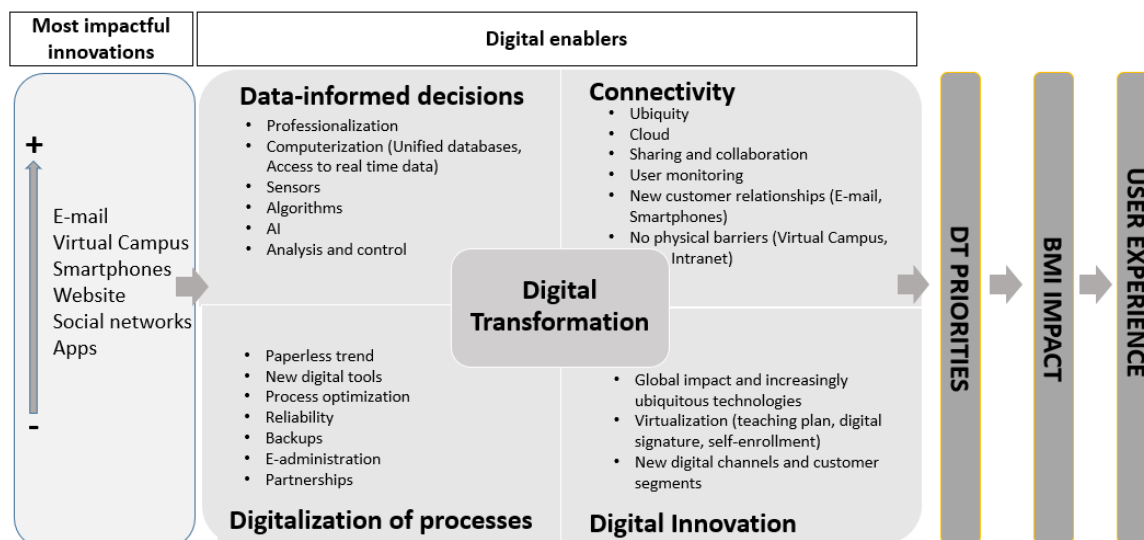 Most impactful
innovations
Digital enablers
+
-
E-mail
Virtual Campus
Smartphones
Website
Social networks
Apps
Data-informed decisions
• Professionalization
• Computerization (Unified databases,
Access to real time data)
• Sensors
• Algorithms
• AI
• Analysis and control
Connectivity
• Ubiquity
• Cloud
• Sharing and collaboration
• User monitoring
• New customer relationships (E-mail,
Smartphones)
• No physical barriers (Virtual Campus,
Intranet)
Digital
Transformation
• Paperless trend
• New digital tools
• Process optimization
• Reliability
• Backups
• E-administration
• Partnerships
Digitalization of processes
• Global impact and increasingly
ubiquitous technologies
• Virtualization (teaching plan, digital
signature, self-enrollment)
• New digital channels and customer
segments
Digital Innovation
DT PRIORITIES
BMI IMPACT
USER EXPERIENCE